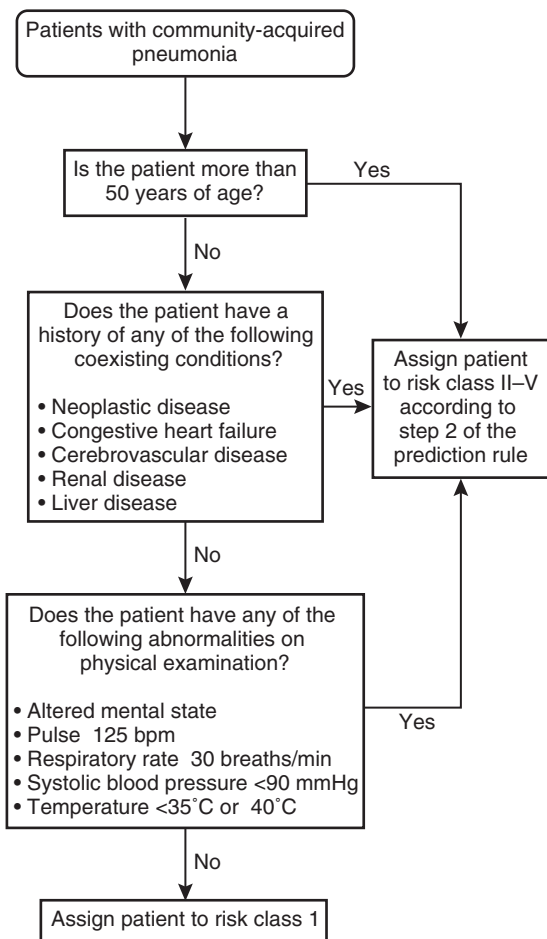 Patients with community-acquired
pneumonia
Is the patient more than
50 years of age?
Yes
No
Does the patient have a
history of any of the following
coexisting conditions?
• Neoplastic disease
• Congestive heart failure
• Cerebrovascular disease
• Renal disease
• Liver disease
Yes
Assign patient
to risk class II–V
according to
step 2 of the
prediction rule
No
Does the patient have any of the
following abnormalities on
physical examination?
• Altered mental state
• Pulse 125 bpm
• Respiratory rate 30 breaths/min
• Systolic blood pressure <90 mmHg
• Temperature <35˚C or 40˚C
Yes
No
Assign patient to risk class 1